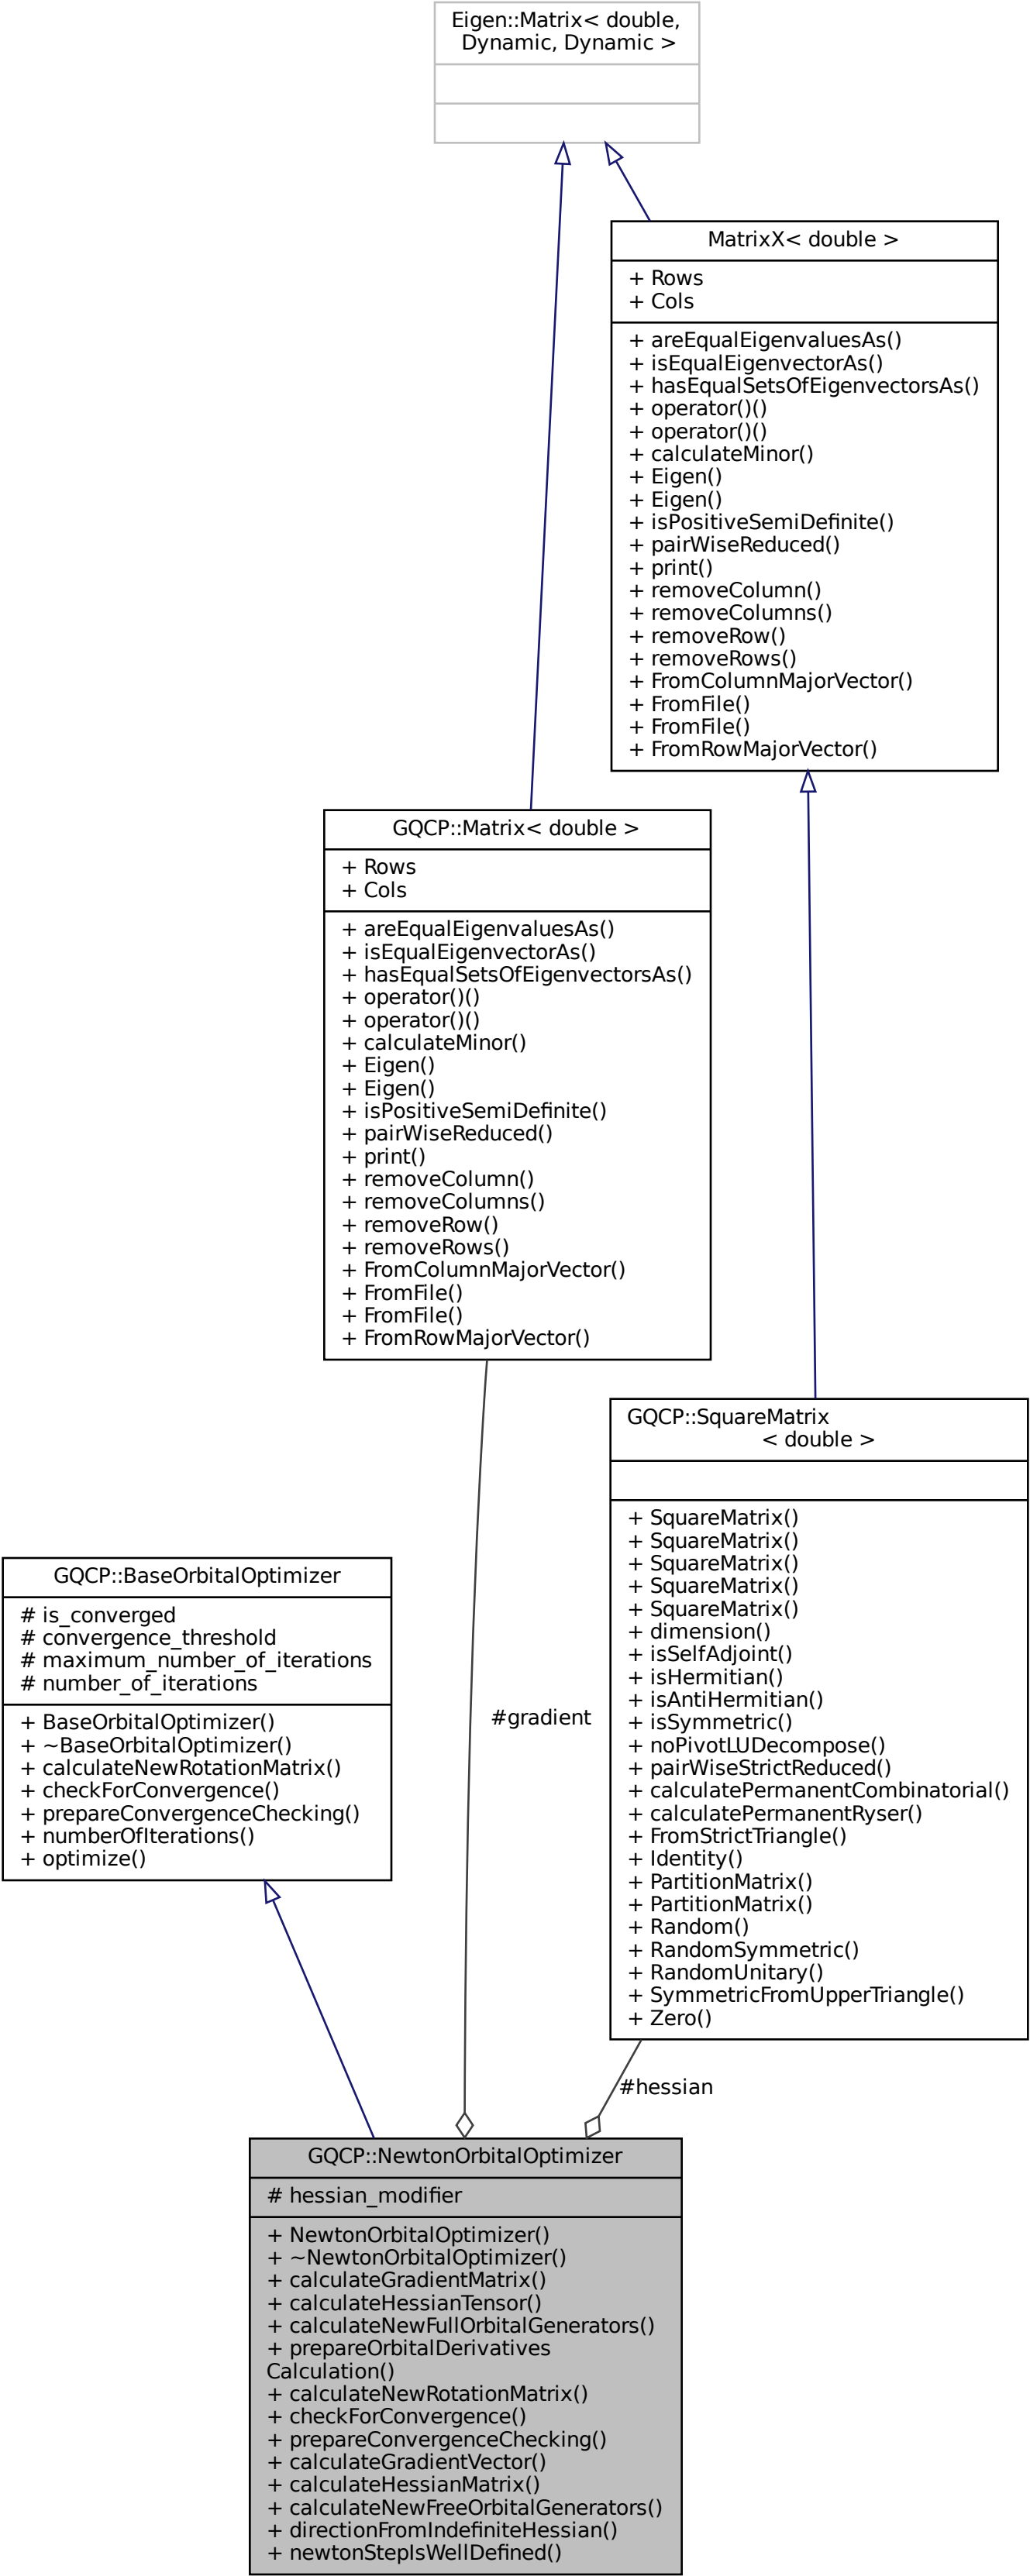 Eigen::Matrix< double,
Dynamic, Dynamic >
MatrixX< double >
+ Rows
+ Cols
+ areEqualEigenvaluesAs()
+ isEqualEigenvectorAs()
+ hasEqualSetsOfEigenvectorsAs()
+ operator()()
+ operator()()
+ calculateMinor()
+ Eigen()
+ Eigen()
+ isPositiveSemiDefinite()
+ pairWiseReduced()
+ print()
+ removeColumn()
+ removeColumns()
+ removeRow()
+ removeRows()
+ FromColumnMajorVector()
+ FromFile()
+ FromFile()
+ FromRowMajorVector()
GQCP::Matrix< double >
+ Rows
+ Cols
+ areEqualEigenvaluesAs()
+ isEqualEigenvectorAs()
+ hasEqualSetsOfEigenvectorsAs()
+ operator()()
+ operator()()
+ calculateMinor()
+ Eigen()
+ Eigen()
+ isPositiveSemiDefinite()
+ pairWiseReduced()
+ print()
+ removeColumn()
+ removeColumns()
+ removeRow()
+ removeRows()
+ FromColumnMajorVector()
+ FromFile()
+ FromFile()
+ FromRowMajorVector()
GQCP::SquareMatrix
< double >
+ SquareMatrix()
+ SquareMatrix()
+ SquareMatrix()
+ SquareMatrix()
+ SquareMatrix()
+ dimension()
+ isSelfAdjoint()
+ isHermitian()
+ isAntiHermitian()
+ isSymmetric()
+ noPivotLUDecompose()
+ pairWiseStrictReduced()
+ calculatePermanentCombinatorial()
+ calculatePermanentRyser()
+ FromStrictTriangle()
+ Identity()
+ PartitionMatrix()
+ PartitionMatrix()
+ Random()
+ RandomSymmetric()
+ RandomUnitary()
+ SymmetricFromUpperTriangle()
+ Zero()
GQCP::BaseOrbitalOptimizer
# is_converged
# convergence_threshold
# maximum_number_of_iterations
# number_of_iterations
+ BaseOrbitalOptimizer()
+ ~BaseOrbitalOptimizer()
+ calculateNewRotationMatrix()
+ checkForConvergence()
+ prepareConvergenceChecking()
+ numberOfIterations()
+ optimize()
#gradient
#hessian
GQCP::NewtonOrbitalOptimizer
# hessian_modifier
+ NewtonOrbitalOptimizer()
+ ~NewtonOrbitalOptimizer()
+ calculateGradientMatrix()
+ calculateHessianTensor()
+ calculateNewFullOrbitalGenerators()
+ prepareOrbitalDerivatives
Calculation()
+ calculateNewRotationMatrix()
+ checkForConvergence()
+ prepareConvergenceChecking()
+ calculateGradientVector()
+ calculateHessianMatrix()
+ calculateNewFreeOrbitalGenerators()
+ directionFromIndefiniteHessian()
+ newtonStepIsWellDefined()